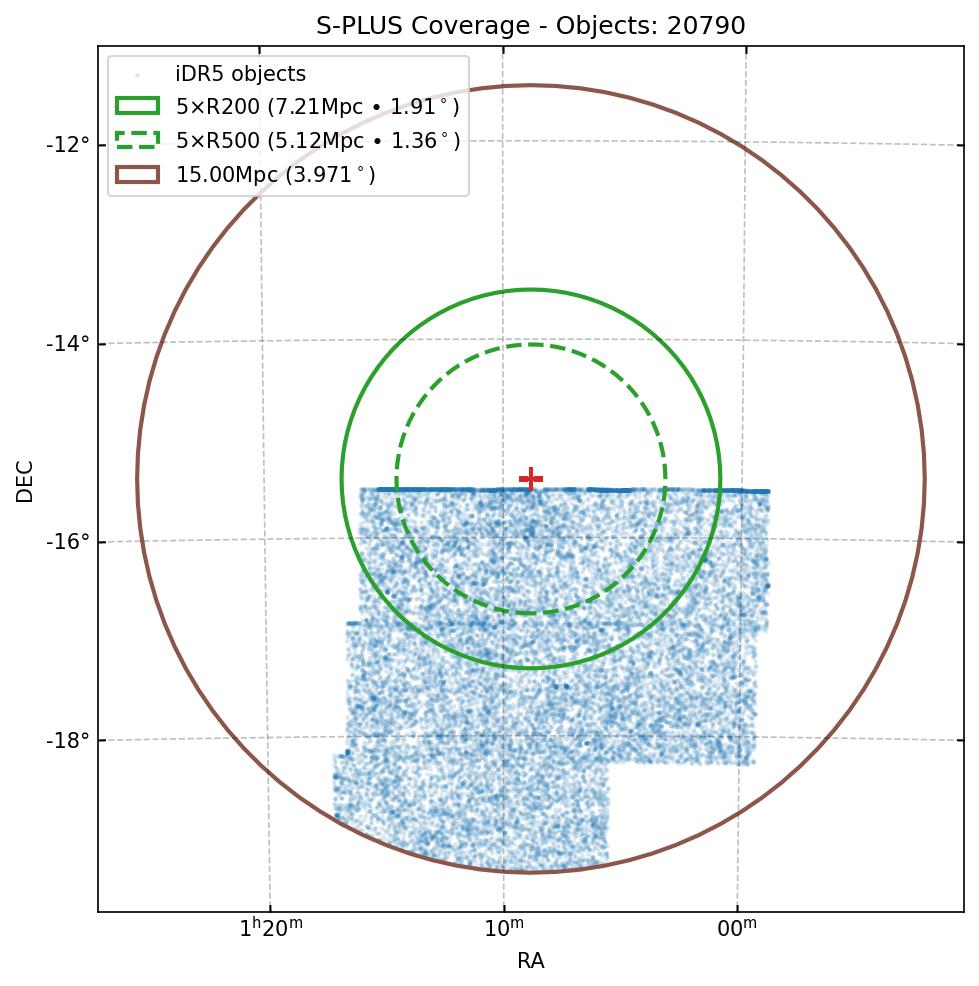 S-PLUS Coverage - Objects: 20790
iDR5 objects
5×R200 (7.21Mpc • 1.91°)
5×R500 (5.12Mpc • 1.36°)
15.00Mpc (3.971°)
-12°
-14°
-16°
-18°
DEC
1ʰ20ᵐ 10ᵐ 00ᵐ
RA